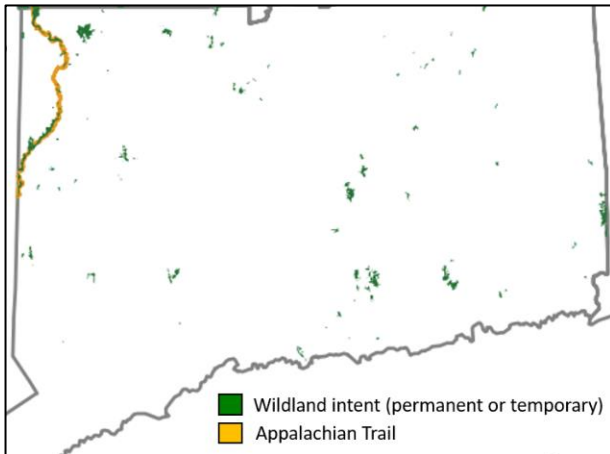 Wildland intent (permanent or temporary)
Appalachian Trail